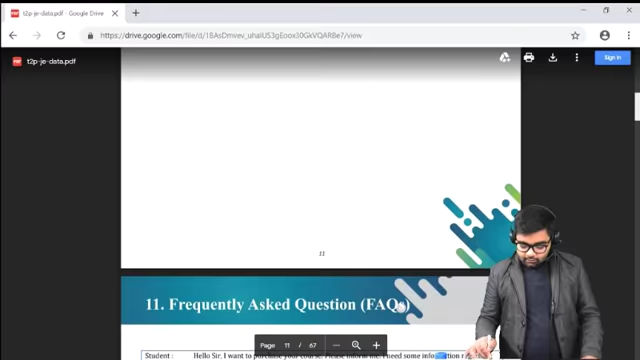 t2p-je-data.pdf - Google Drive
https://drive.google.com/file/d/18AsDmvev_uhaIUS3gEoox30GkVQARBe7/view
PDF t2p-je-data.pdf
Sign in
11
11. Frequently Asked Question (FAQs)
Student : Hello Sir, I want to purchase your course. Please inform me. I need some information
Page 11 / 67